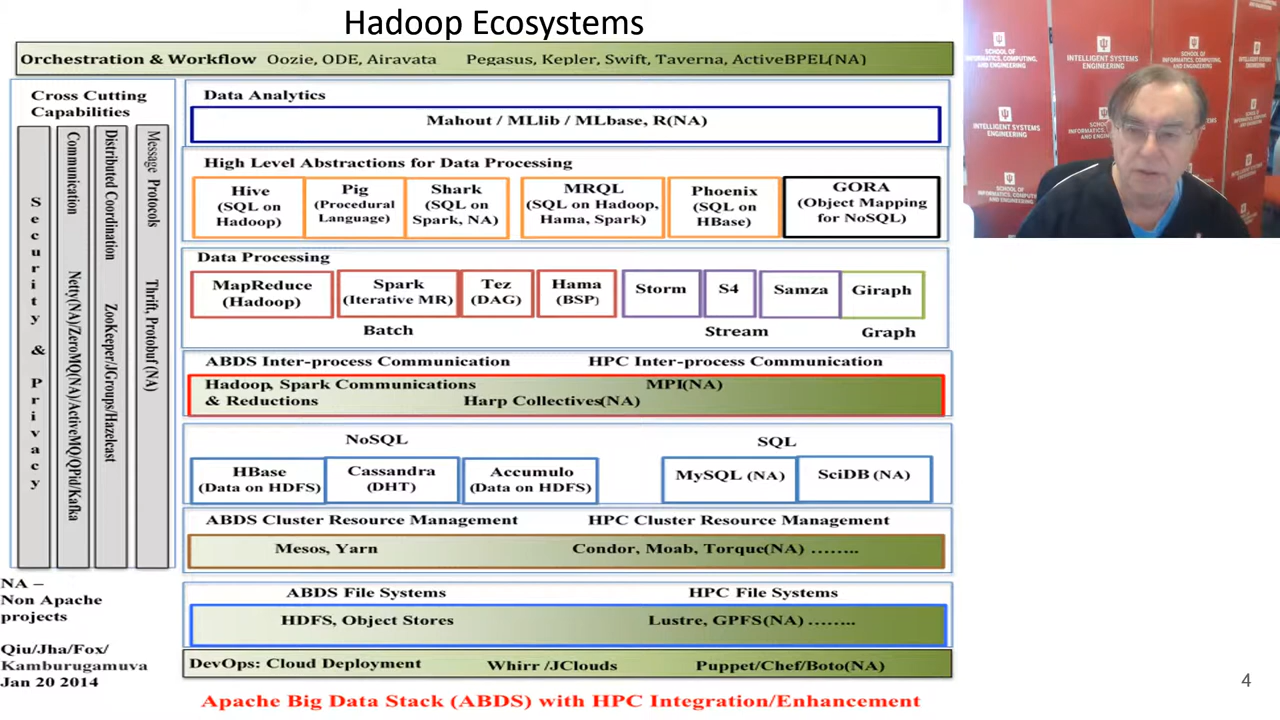 Hadoop Ecosystems
Orchestration & Workflow Oozie, ODE, Airavata Pegasus, Kepler, Swift, Taverna, ActiveBPEL(NA)
Cross Cutting
Capabilities
Security & Privacy
Communication Netty(NA)/ZeroMQ(NA)/ActiveMQ/QPid/Kafka
Distributed Coordination ZooKeeper/JGroups/Hazelcast
Message Protocols Thrift, Protobuf (NA)
Data Analytics
Mahout / MLlib / MLbase, R(NA)
High Level Abstractions for Data Processing
Hive
(SQL on
Hadoop)
Pig
(Procedural
Language)
Shark
(SQL on
Spark, NA)
MRQL
(SQL on Hadoop,
Hama, Spark)
Phoenix
(SQL on
HBase)
GORA
(Object Mapping
for NoSQL)
Data Processing
MapReduce
(Hadoop)
Spark
(Iterative MR)
Tez
(DAG)
Hama
(BSP)
Storm
S4
Samza
Giraph
Batch
Stream
Graph
ABDS Inter-process Communication
HPC Inter-process Communication
Hadoop, Spark Communications
& Reductions
MPI(NA)
Harp Collectives(NA)
NoSQL
SQL
HBase
(Data on HDFS)
Cassandra
(DHT)
Accumulo
(Data on HDFS)
MySQL (NA)
SciDB (NA)
ABDS Cluster Resource Management
HPC Cluster Resource Management
Mesos, Yarn
Condor, Moab, Torque(NA) ……..
ABDS File Systems
HPC File Systems
HDFS, Object Stores
Lustre, GPFS(NA) ……..
DevOps: Cloud Deployment Whirr /JClouds Puppet/Chef/Boto(NA)
NA –
Non Apache
projects
Qiu/Jha/Fox/
Kamburugamuva
Jan 20 2014
Apache Big Data Stack (ABDS) with HPC Integration/Enhancement
4
SCHOOL OF
INFORMATICS, COMPUTING,
AND ENGINEERING
INTELLIGENT SYSTEMS
ENGINEERING
INTELLIGENT SYSTEMS
ENGINEERING